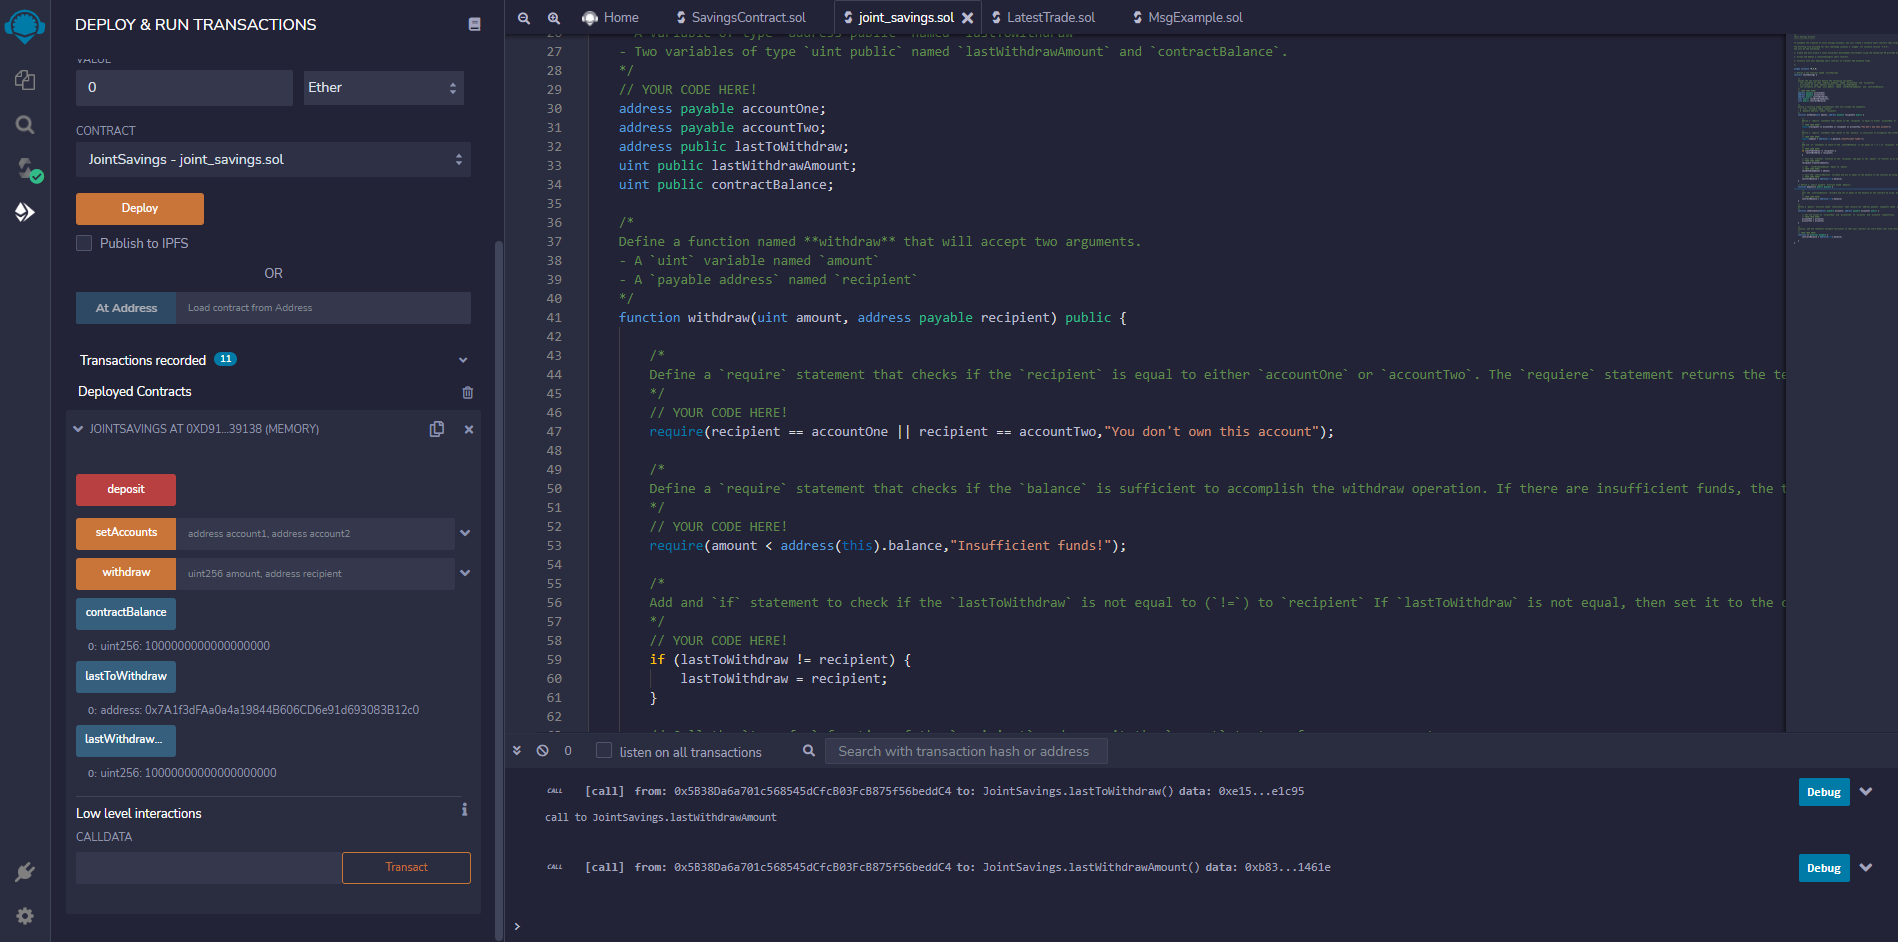 DEPLOY & RUN TRANSACTIONS
VALUE
0
Ether
CONTRACT
JointSavings - joint_savings.sol
Deploy
Publish to IPFS
OR
At Address
Load contract from Address
Transactions recorded 11
Deployed Contracts
JOINTSAVINGS AT 0XD91...39138 (MEMORY)
deposit
setAccounts address account1, address account2
withdraw uint256 amount, address recipient
contractBalance
0: uint256: 1000000000000000000
lastToWithdraw
0: address: 0x7A1f3dFAa0a4a19844B606CD6e91d693083B12c0
lastWithdraw...
0: uint256: 10000000000000000000
Low level interactions
CALLDATA
Transact
Home
SavingsContract.sol
joint_savings.sol
LatestTrade.sol
MsgExample.sol
26 - A variable of type `address public` named `lastToWithdraw`
27 - Two variables of type `uint public` named `lastWithdrawAmount` and `contractBalance`.
28 */
29 // YOUR CODE HERE!
30 address payable accountOne;
31 address payable accountTwo;
32 address public lastToWithdraw;
33 uint public lastWithdrawAmount;
34 uint public contractBalance;
35
36 /*
37 Define a function named **withdraw** that will accept two arguments.
38 - A `uint` variable named `amount`
39 - A `payable address` named `recipient`
40 */
41 function withdraw(uint amount, address payable recipient) public {
42
43 /*
44 Define a `require` statement that checks if the `recipient` is equal to either `accountOne` or `accountTwo`. The `requiere` statement returns the te
45 */
46 // YOUR CODE HERE!
47 require(recipient == accountOne || recipient == accountTwo,"You don't own this account");
48
49 /*
50 Define a `require` statement that checks if the `balance` is sufficient to accomplish the withdraw operation. If there are insufficient funds, the t
51 */
52 // YOUR CODE HERE!
53 require(amount < address(this).balance,"Insufficient funds!");
54
55 /*
56 Add and `if` statement to check if the `lastToWithdraw` is not equal to (`!=`) to `recipient` If `lastToWithdraw` is not equal, then set it to the c
57 */
58 // YOUR CODE HERE!
59 if (lastToWithdraw != recipient) {
60 lastToWithdraw = recipient;
61 }
62
0
listen on all transactions
Search with transaction hash or address
CALL [call] from: 0x5B38Da6a701c568545dCfcB03FcB875f56beddC4 to: JointSavings.lastToWithdraw() data: 0xe15...e1c95
Debug
call to JointSavings.lastWithdrawAmount
CALL [call] from: 0x5B38Da6a701c568545dCfcB03FcB875f56beddC4 to: JointSavings.lastWithdrawAmount() data: 0xb83...1461e
Debug
>